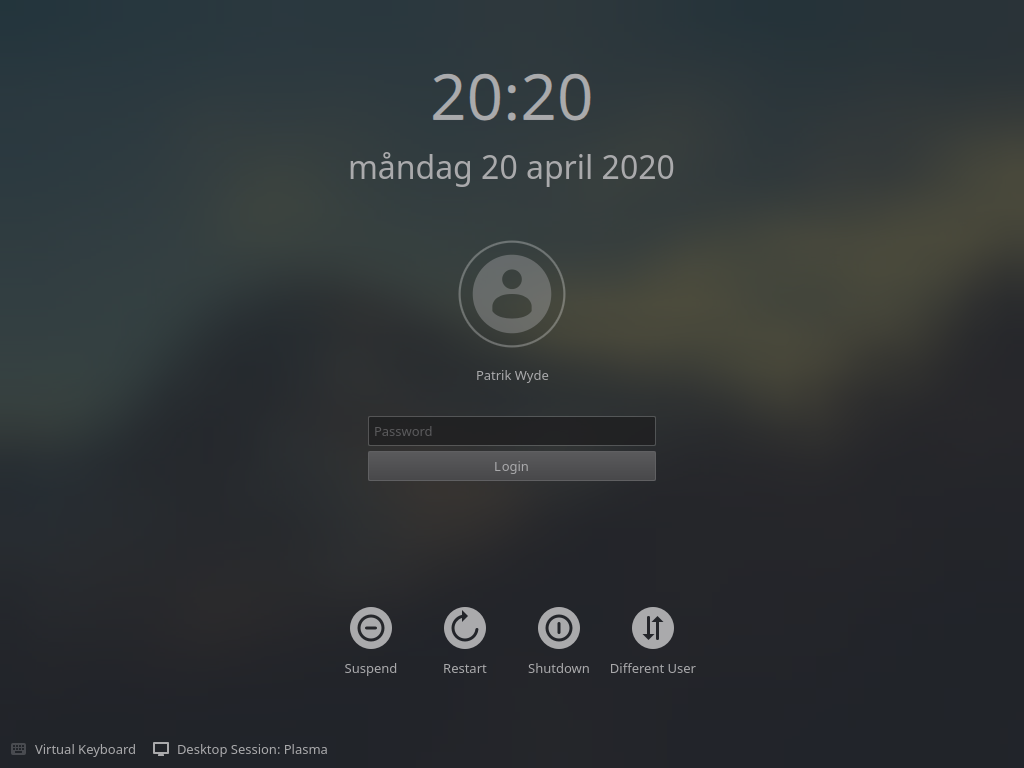 20:20
måndag 20 april 2020
Patrik Wyde
Password
Login
Suspend Restart Shutdown Different User
Virtual Keyboard Desktop Session: Plasma